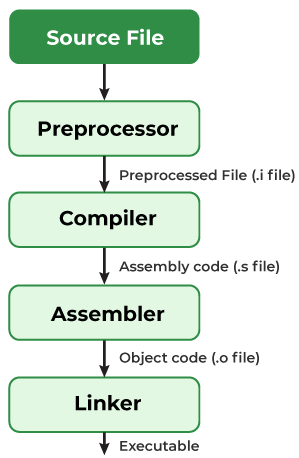 Source File
Preprocessor
Preprocessed File (.i file)
Compiler
Assembly code (.s file)
Assembler
Object code (.o file)
Linker
Executable